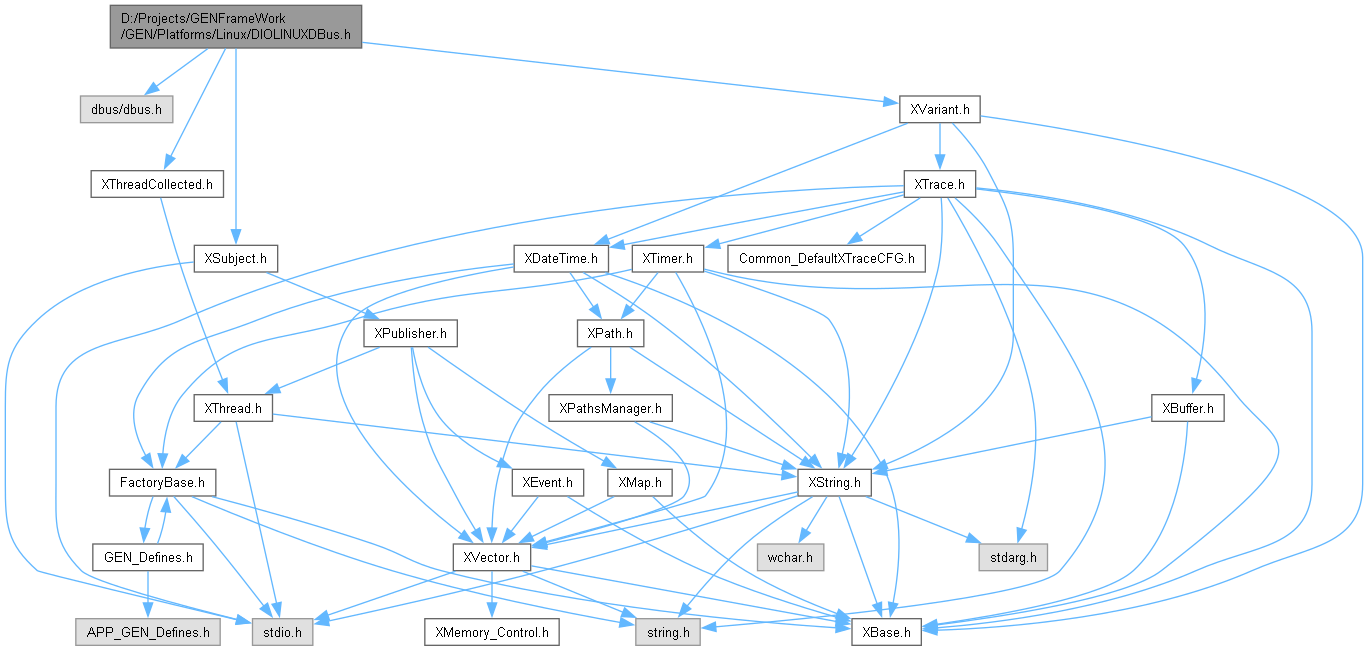 D:/Projects/GENFrameWork
/GEN/Platforms/Linux/DIOLINUXDBus.h
dbus/dbus.h
XVariant.h
XThreadCollected.h
XTrace.h
XSubject.h
XDateTime.h
XTimer.h
Common_DefaultXTraceCFG.h
XPublisher.h
XPath.h
XThread.h
XPathsManager.h
XBuffer.h
FactoryBase.h
XEvent.h
XMap.h
XString.h
GEN_Defines.h
XVector.h
wchar.h
stdarg.h
APP_GEN_Defines.h
stdio.h
XMemory_Control.h
string.h
XBase.h